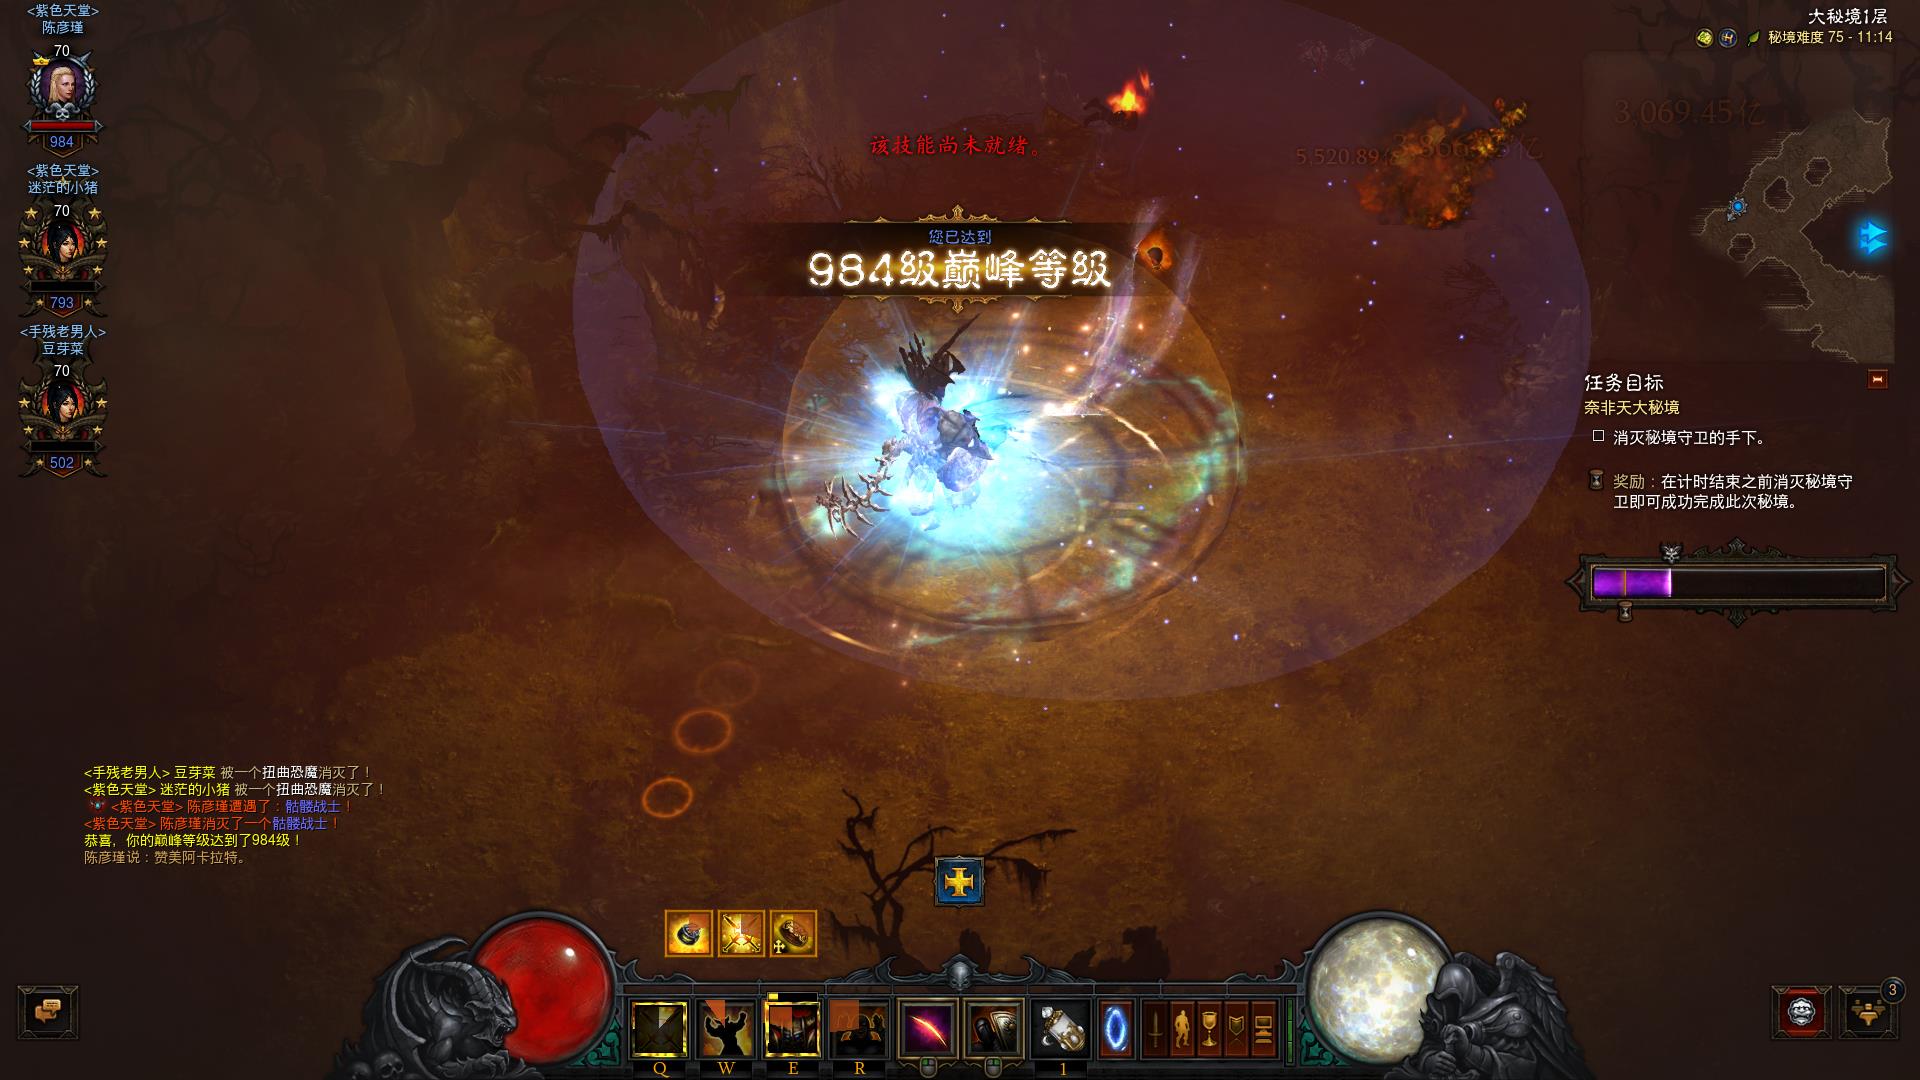 <紫色天堂>
陈彦瑾
70
984
<紫色天堂>
迷茫的小猪
70
793
<手残老男人>
豆芽菜
70
502
大秘境1层
秘境难度 75 - 11:14
3,069.45亿
5,520.89
该技能尚未就绪。
您已达到
984级巅峰等级
任务目标
奈非天大秘境
消灭秘境守卫的手下。
奖励：在计时结束之前消灭秘境守
卫即可成功完成此次秘境。
<手残老男人> 豆芽菜 被一个扭曲恐魔消灭了！
<紫色天堂> 迷茫的小猪 被一个扭曲恐魔消灭了！
<紫色天堂> 陈彦瑾遭遇了：骷髅战士！
<紫色天堂> 陈彦瑾消灭了一个骷髅战士！
恭喜，你的巅峰等级达到了984级！
陈彦瑾说：赞美阿卡拉特。
Q W E R 1
3